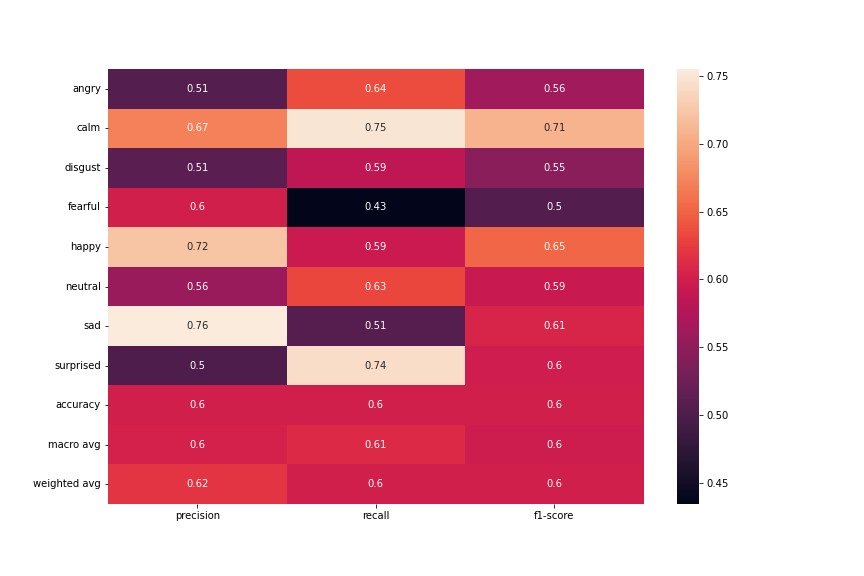 angry 0.51 0.64 0.56
calm 0.67 0.75 0.71
disgust 0.51 0.59 0.55
fearful 0.6 0.43 0.5
happy 0.72 0.59 0.65
neutral 0.56 0.63 0.59
sad 0.76 0.51 0.61
surprised 0.5 0.74 0.6
accuracy 0.6 0.6 0.6
macro avg 0.6 0.61 0.6
weighted avg 0.62 0.6 0.6
precision recall f1-score
0.75
0.70
0.65
0.60
0.55
0.50
0.45